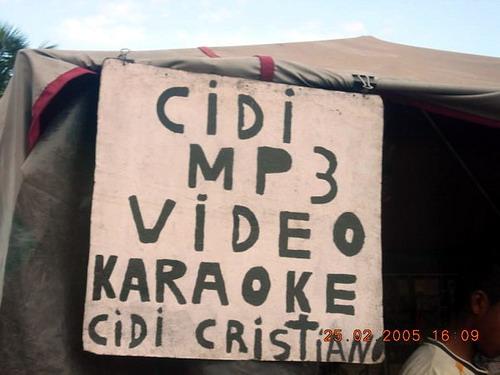 CiDi
MP3
ViDEO
KARAOKE
CiDi CRiSTiANO
25.02.2005 16:09